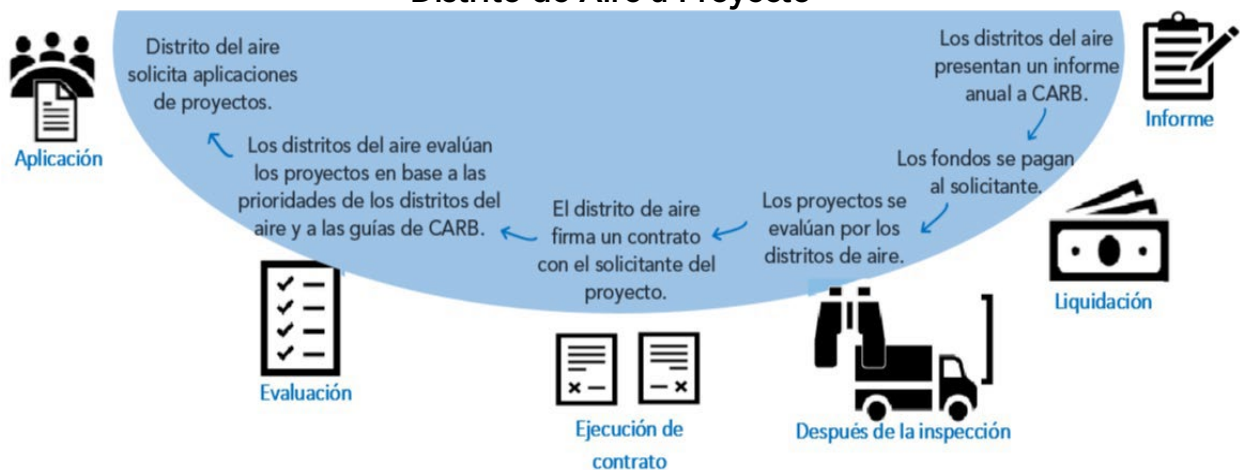 Distrito de Aire a Proyecto
Distrito del aire
solicita aplicaciones
de proyectos.
Aplicación
Los distritos del aire evalúan
los proyectos en base a las
prioridades de los distritos del
aire y a las guías de CARB.
Evaluación
El distrito de aire
firma un contrato
con el solicitante del
proyecto.
Ejecución de
contrato
Los proyectos se
evalúan por los
distritos de aire.
Después de la inspección
Los fondos se pagan
al solicitante.
Liquidación
Los distritos del aire
presentan un informe
anual a CARB.
Informe